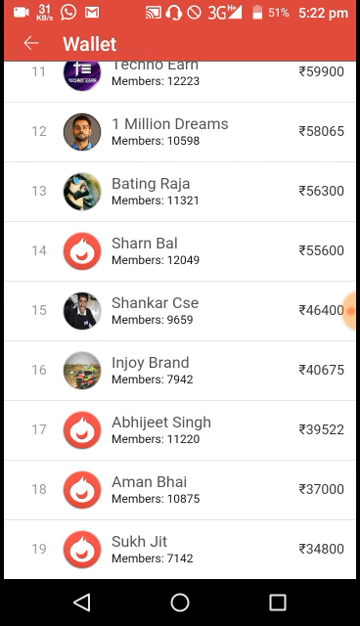 31
KB/s
3G
H+
51%
5:22 pm
Wallet
11
Techno Earn
Members: 12223
₹59900
TECHNO EARN
12
1 Million Dreams
Members: 10598
₹58065
13
Bating Raja
Members: 11321
₹56300
14
Sharn Bal
Members: 12049
₹55600
15
Shankar Cse
Members: 9659
₹46400
16
Injoy Brand
Members: 7942
₹40675
17
Abhijeet Singh
Members: 11220
₹39522
18
Aman Bhai
Members: 10875
₹37000
19
Sukh Jit
Members: 7142
₹34800